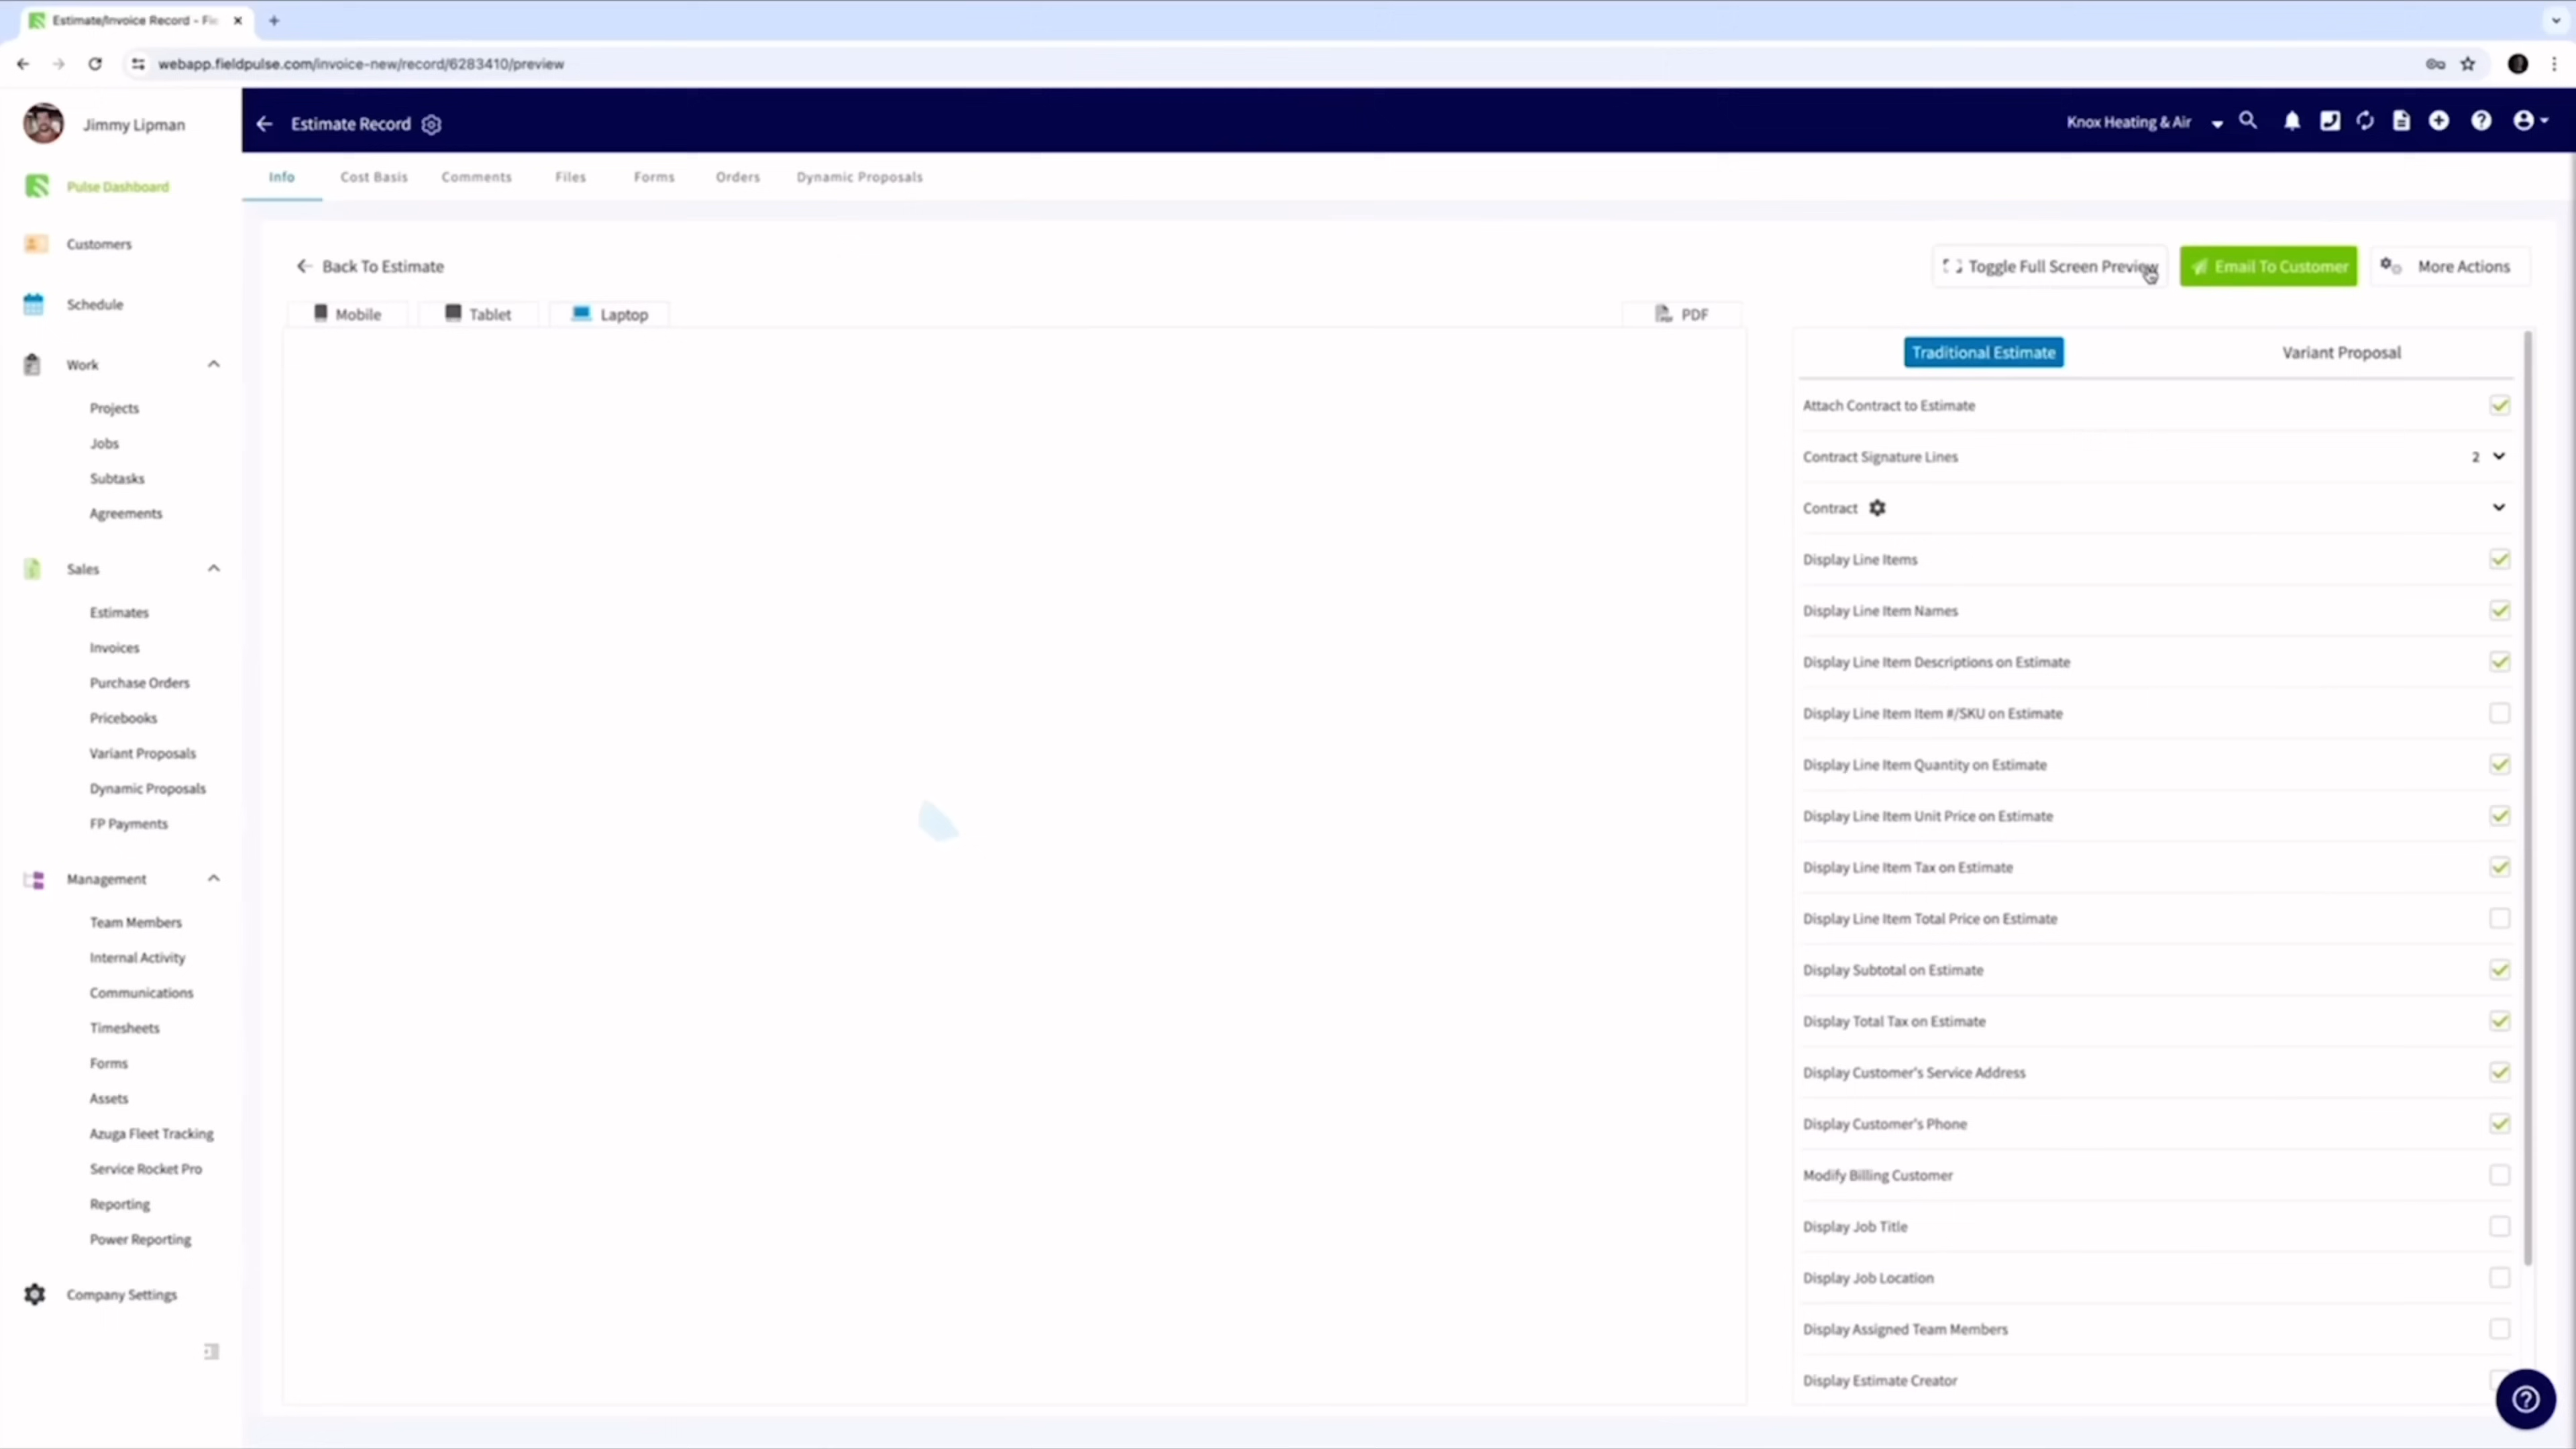 Estimate/Invoice Record - Fie
webapp.fieldpulse.com/invoice-new/record/6283410/preview
Jimmy Lipman
Estimate Record
Knox Heating & Air
Pulse Dashboard
Customers
Schedule
Work
Projects
Jobs
Subtasks
Agreements
Sales
Estimates
Invoices
Purchase Orders
Pricebooks
Variant Proposals
Dynamic Proposals
FP Payments
Management
Team Members
Internal Activity
Communications
Timesheets
Forms
Assets
Azuga Fleet Tracking
Service Rocket Pro
Reporting
Power Reporting
Company Settings
Info Cost Basis Comments Files Forms Orders Dynamic Proposals
Back To Estimate
Toggle Full Screen Preview
Email To Customer
More Actions
Mobile Tablet Laptop PDF
Traditional Estimate Variant Proposal
Attach Contract to Estimate
Contract Signature Lines 2
Contract
Display Line Items
Display Line Item Names
Display Line Item Descriptions on Estimate
Display Line Item Item #/SKU on Estimate
Display Line Item Quantity on Estimate
Display Line Item Unit Price on Estimate
Display Line Item Tax on Estimate
Display Line Item Total Price on Estimate
Display Subtotal on Estimate
Display Total Tax on Estimate
Display Customer's Service Address
Display Customer's Phone
Modify Billing Customer
Display Job Title
Display Job Location
Display Assigned Team Members
Display Estimate Creator